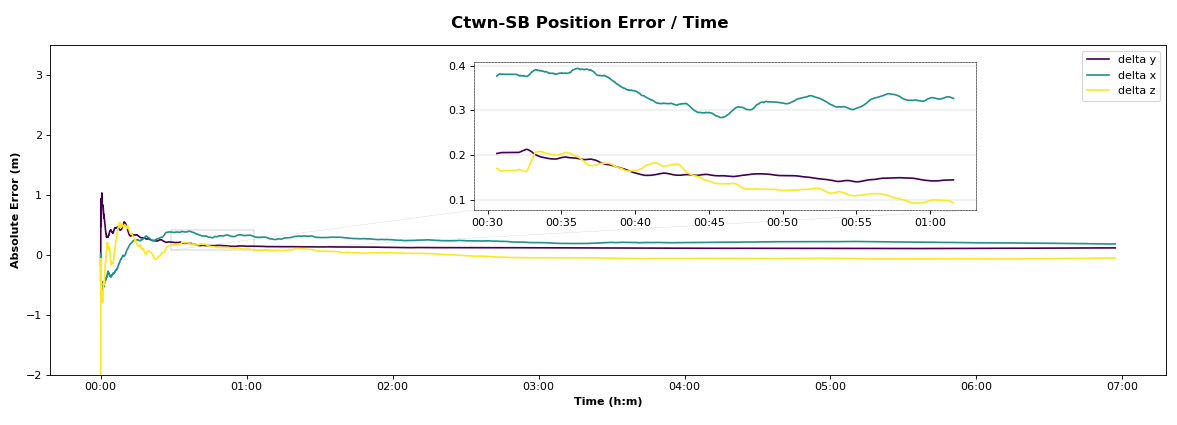 Ctwn-SB Position Error / Time
delta y
delta x
delta z
0.4
0.3
0.2
0.1
00:30 00:35 00:40 00:45 00:50 00:55 01:00
Absolute Error (m)
3
2
1
0
−1
−2
00:00 01:00 02:00 03:00 04:00 05:00 06:00 07:00
Time (h:m)